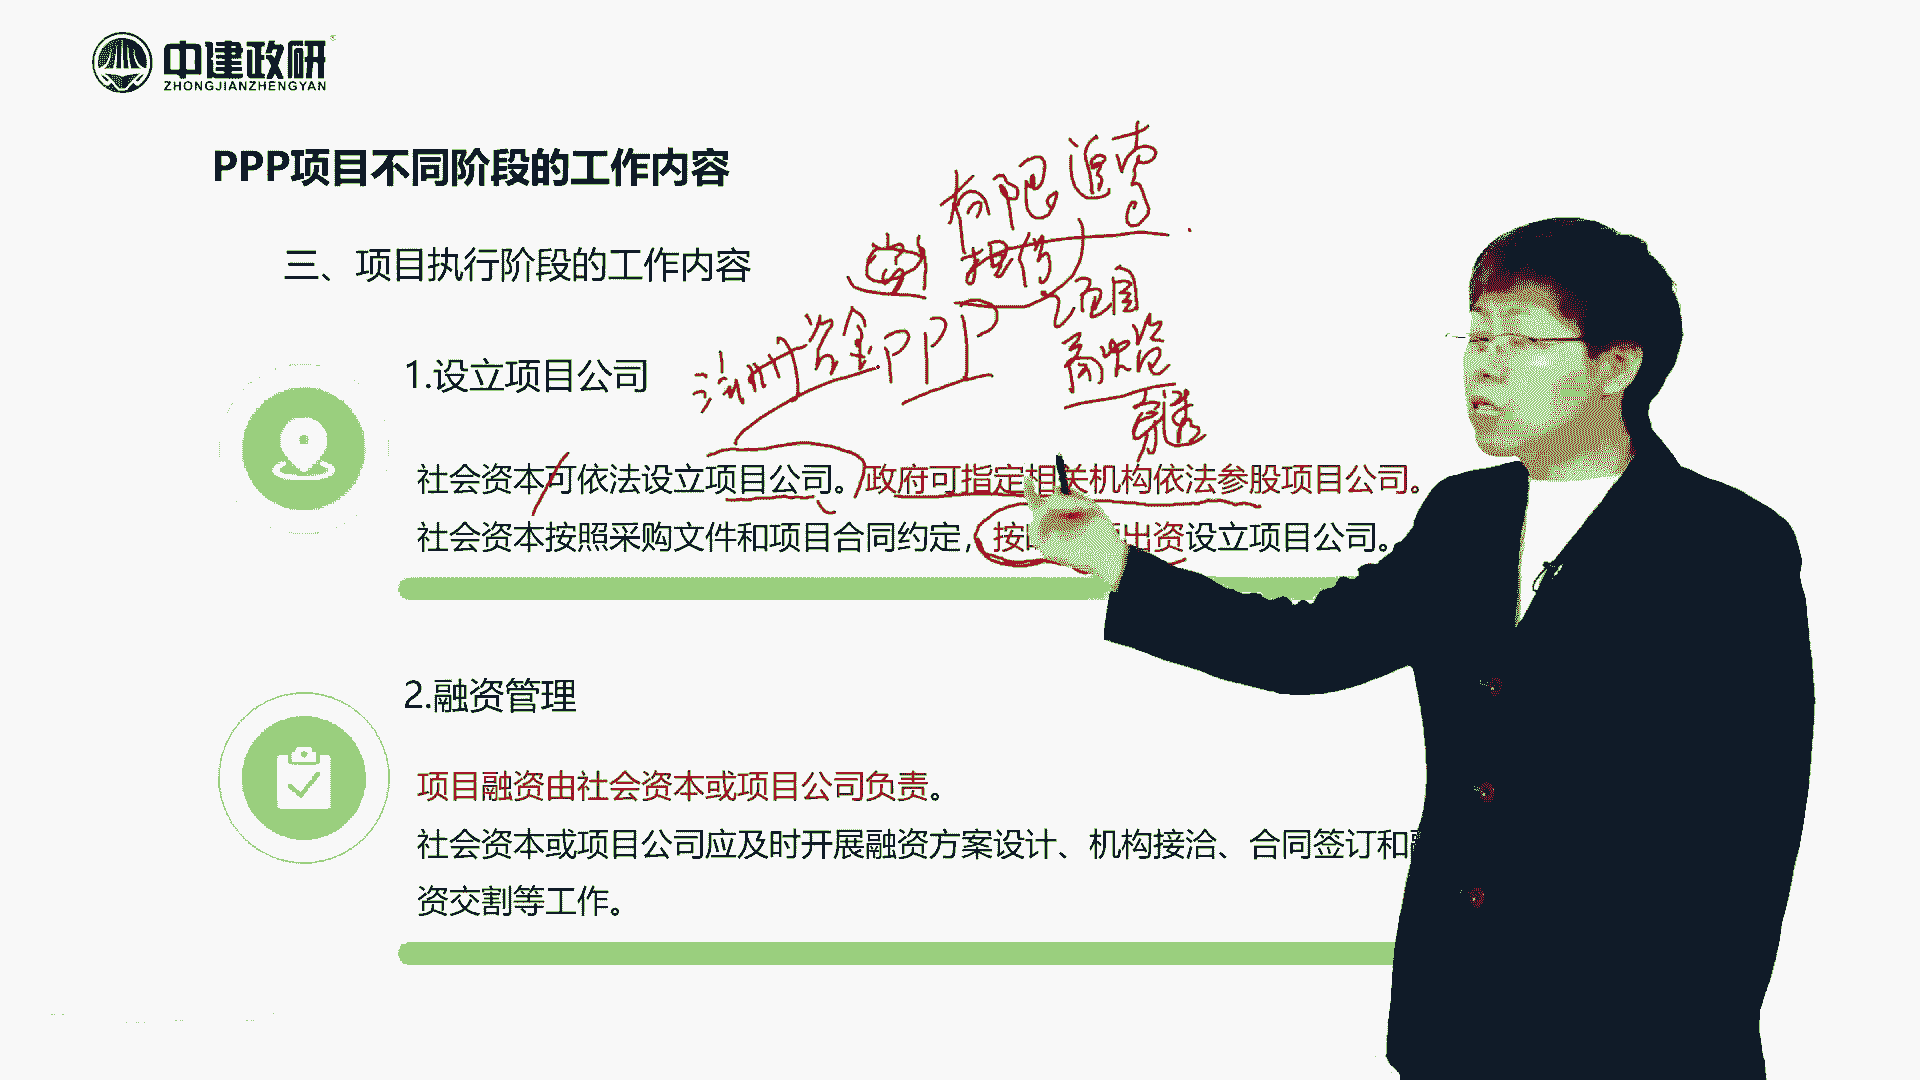 中建政研
ZHONGJIANZHENGYAN
PPP项目不同阶段的工作内容
三、项目执行阶段的工作内容
有限追索
担保
项目
融资
注册资金PPP
1.设立项目公司
社会资本可依法设立项目公司。政府可指定相关机构依法参股项目公司。
社会资本按照采购文件和项目合同约定,按 出资设立项目公司。
2.融资管理
项目融资由社会资本或项目公司负责。
社会资本或项目公司应及时开展融资方案设计、机构接洽、合同签订和融
资交割等工作。